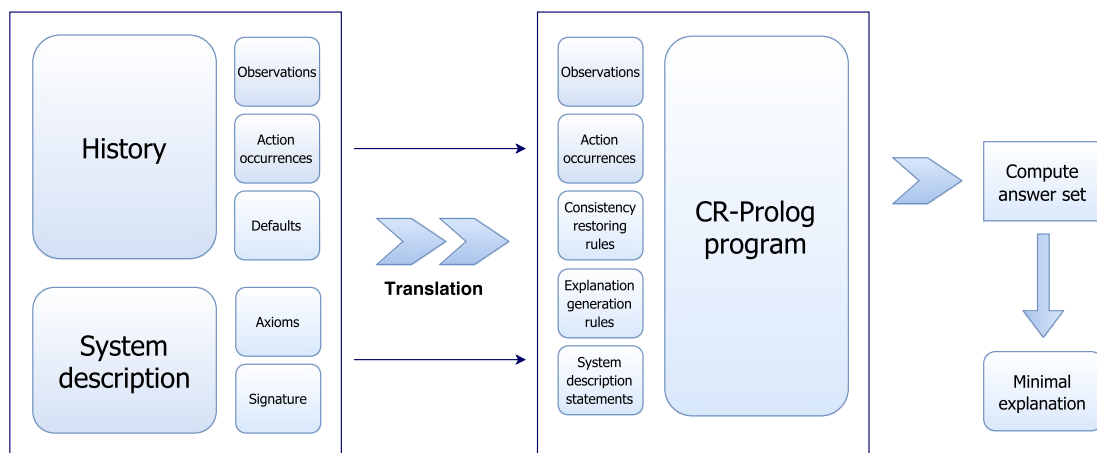 History
Observations
Action
occurrences
Defaults
System
description
Axioms
Signature
Translation
Observations
Action
occurrences
Consistency
restoring
rules
Explanation
generation
rules
System
description
statements
CR-Prolog
program
Compute
answer set
Minimal
explanation